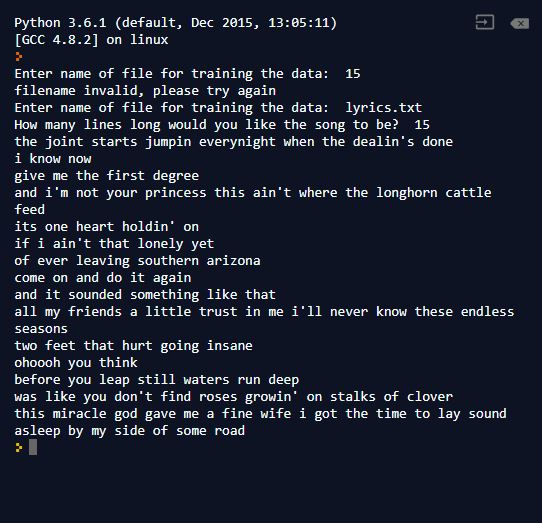 Python 3.6.1 (default, Dec 2015, 13:05:11)
[GCC 4.8.2] on linux
Enter name of file for training the data:  15
filename invalid, please try again
Enter name of file for training the data:  lyrics.txt
How many lines long would you like the song to be?  15
the joint starts jumpin everynight when the dealin's done
i know now
give me the first degree
and i'm not your princess this ain't where the longhorn cattle
feed
its one heart holdin' on
if i ain't that lonely yet
of ever leaving southern arizona
come on and do it again
and it sounded something like that
all my friends a little trust in me i'll never know these endless
seasons
two feet that hurt going insane
ohoooh you think
before you leap still waters run deep
was like you don't find roses growin' on stalks of clover
this miracle god gave me a fine wife i got the time to lay sound
asleep by my side of some road